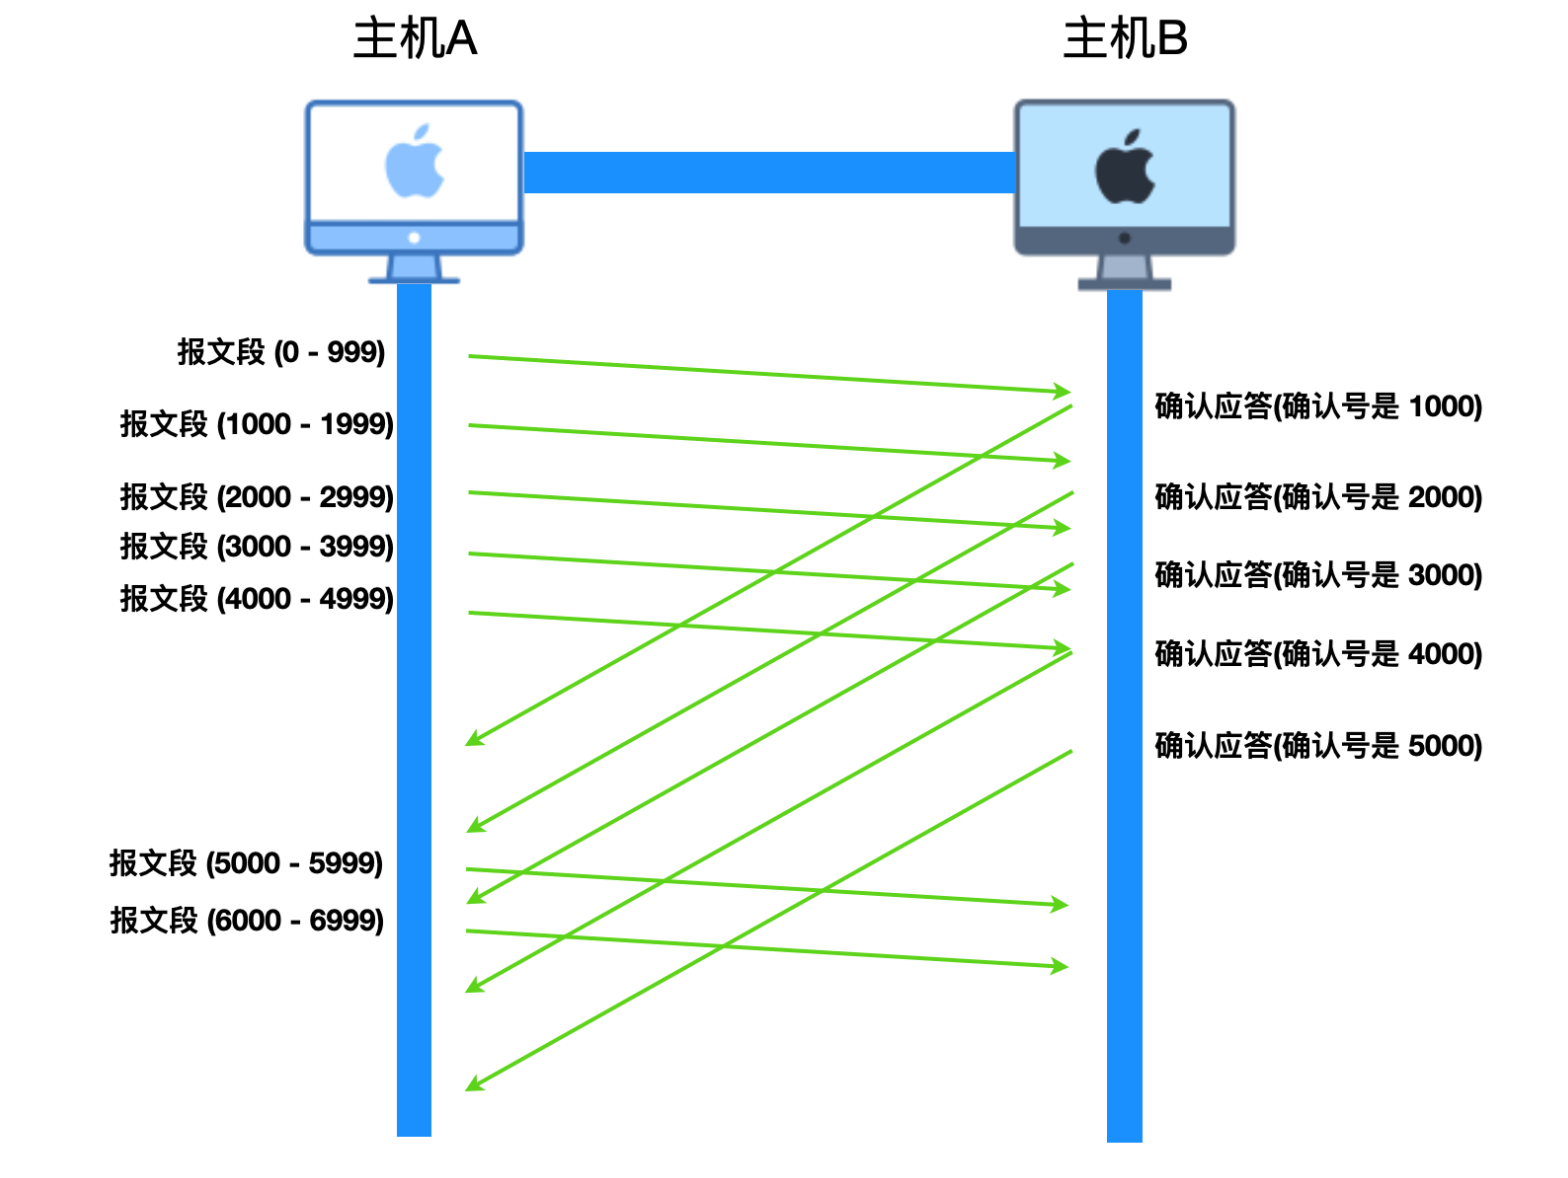 主机A
主机B
报文段 (0 - 999)
确认应答(确认号是 1000)
报文段 (1000 - 1999)
报文段 (2000 - 2999)
确认应答(确认号是 2000)
报文段 (3000 - 3999)
确认应答(确认号是 3000)
报文段 (4000 - 4999)
确认应答(确认号是 4000)
确认应答(确认号是 5000)
报文段 (5000 - 5999)
报文段 (6000 - 6999)